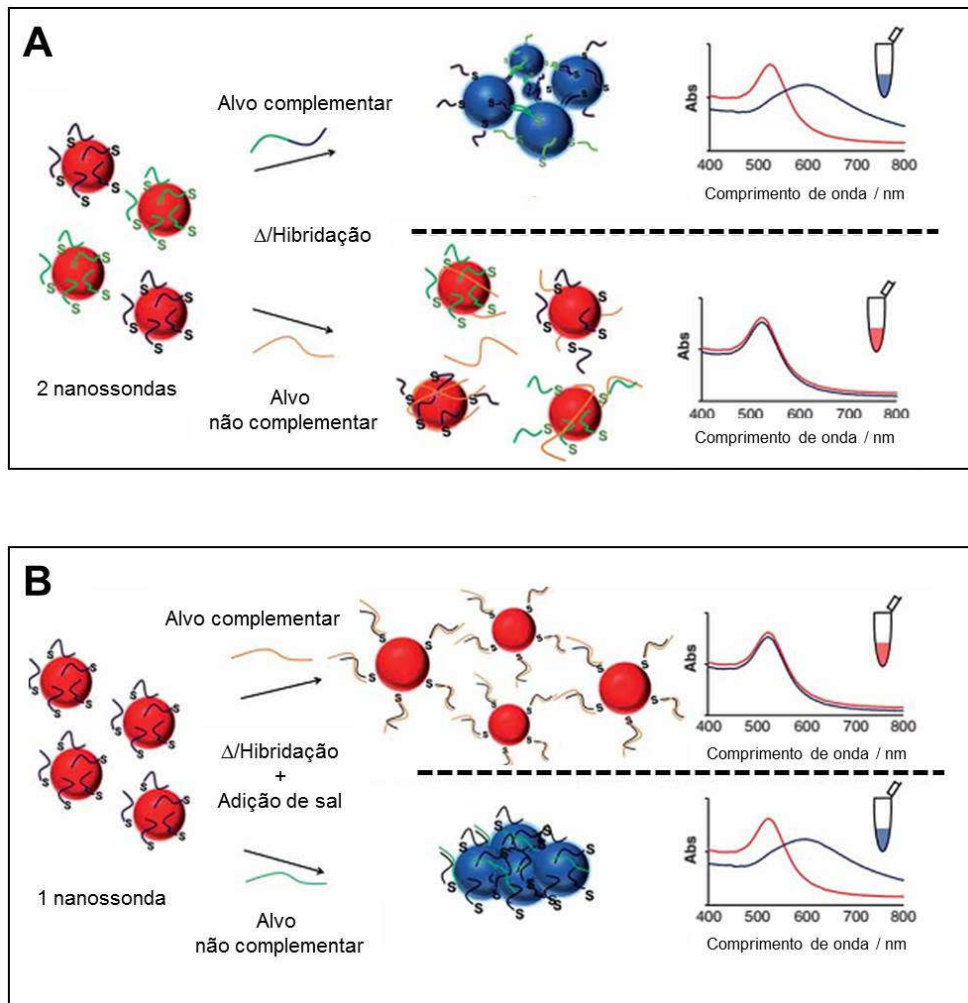 A
Alvo complementar
Δ/Hibridação
2 nanossondas
Alvo
não complementar
S
S
S
S
S
S
S
S
S
S
S
S
Abs
400 500 600 700 800
Comprimento de onda / nm
Abs
400 500 600 700 800
Comprimento de onda / nm
B
Alvo complementar
Δ/Hibridação
+
Adição de sal
1 nanossonda
Alvo
não complementar
S
S
S
S
S
S
S
S
S
S
S
S
Abs
400 500 600 700 800
Comprimento de onda / nm
Abs
400 500 600 700 800
Comprimento de onda / nm